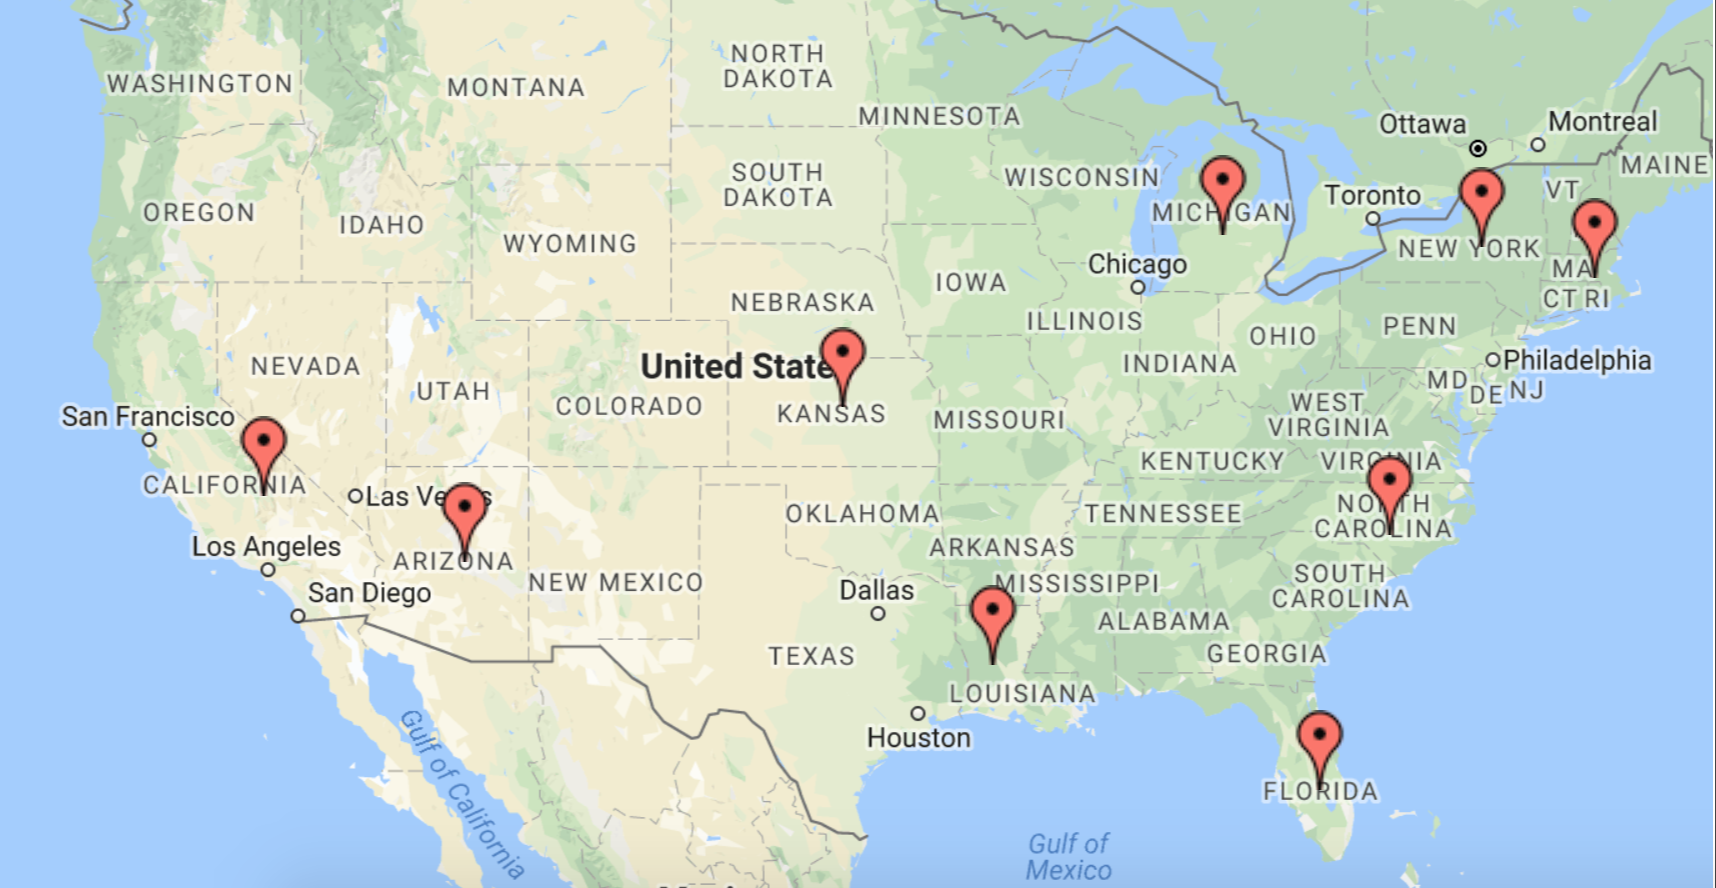 NORTH
DAKOTA
WASHINGTON
MONTANA
MINNESOTA
Ottawa
Montreal
MAINE
SOUTH
DAKOTA
WISCONSIN
VT
Toronto
OREGON
IDAHO
MICHIGAN
WYOMING
NEW YORK
Chicago
MA
IOWA
CT RI
NEBRASKA
ILLINOIS
PENN
OHIO
NEVADA
United State
INDIANA
Philadelphia
UTAH
MD
DE
NJ
COLORADO
WEST
VIRGINIA
San Francisco
KANSAS
MISSOURI
KENTUCKY
VIRGINIA
CALIFORNIA
Las Vegas
NORTH
CAROLINA
OKLAHOMA
TENNESSEE
Los Angeles
ARIZONA
ARKANSAS
NEW MEXICO
MISSISSIPPI
SOUTH
CAROLINA
San Diego
Dallas
ALABAMA
TEXAS
GEORGIA
LOUISIANA
Houston
Gulf of California
FLORIDA
Gulf of
Mexico